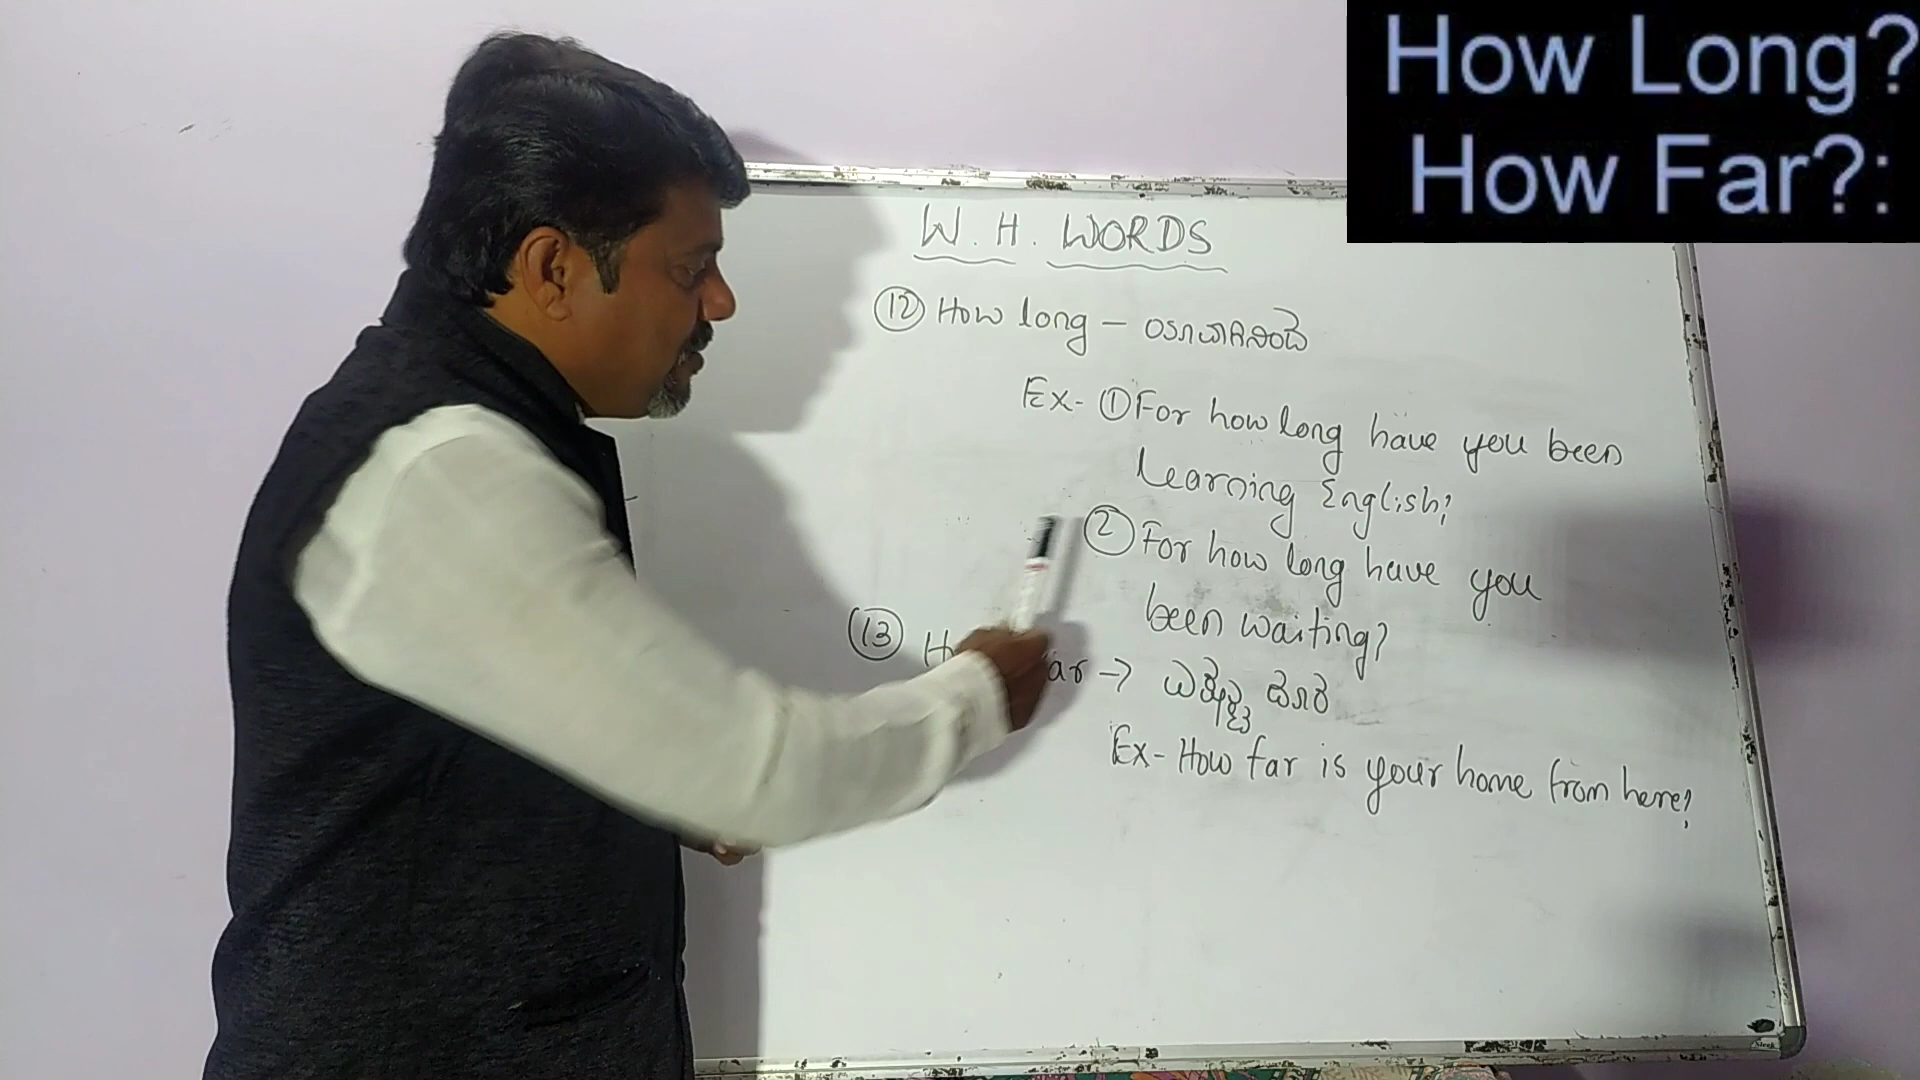 How Long?
How Far?:
W.H. WORDS
12 How long – ಯಾವಾಗಿನಿಂದ
Ex- 1 For how long have you been
learning English?
2 For how long have you
been waiting?
13 ar → ಎಷ್ಟು ದೂರ
Ex- How far is your home from here?